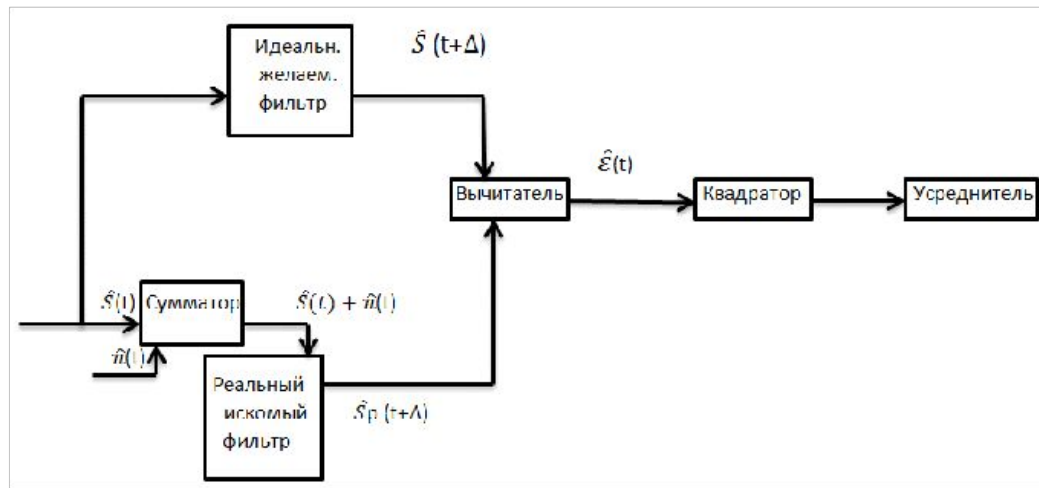 Идеальн.
желаем.
фильтр
Ŝ (t+Δ)
Вычитатель
ε̂(t)
Квадратор
Усреднитель
Ŝ(t)
Сумматор
Ŝ(t) + n̂(t)
n̂(t)
Реальный
искомый
фильтр
Ŝp (t+Δ)